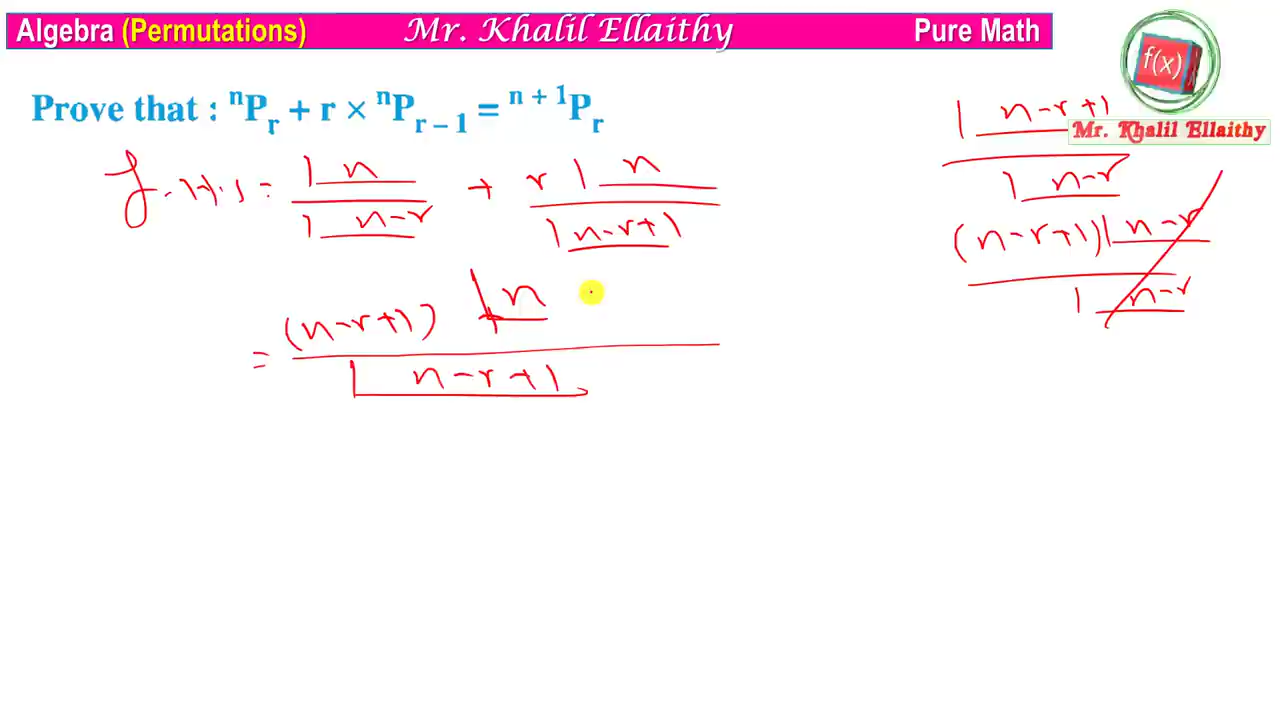 Algebra (Permutations) Mr. Khalil Ellaithy Pure Math
f(x)
Mr. Khalil Ellaithy
Prove that : ⁿPᵣ + r × ⁿPᵣ₋₁ = ⁿ⁺¹Pᵣ
= |n / |n-r + r |n / |n-r+1
= (n-r+1) |n / |n-r+1
|n-r+1 / |n-r
(n-r+1) |n-r / |n-r